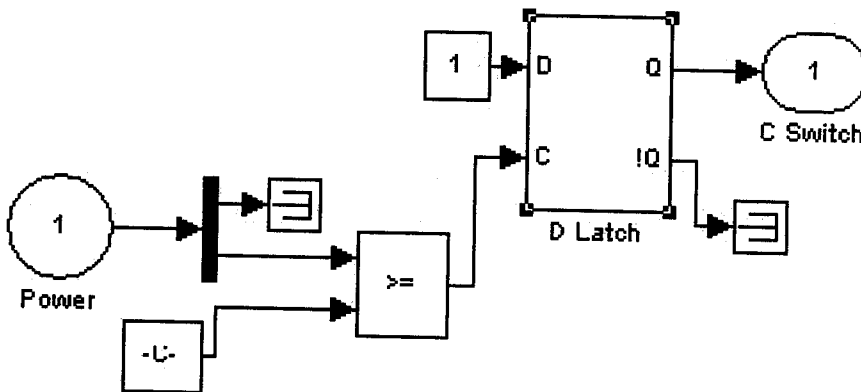 1
D
Q
1
C Switch
C
!Q
D Latch
1
Power
>=
-C-